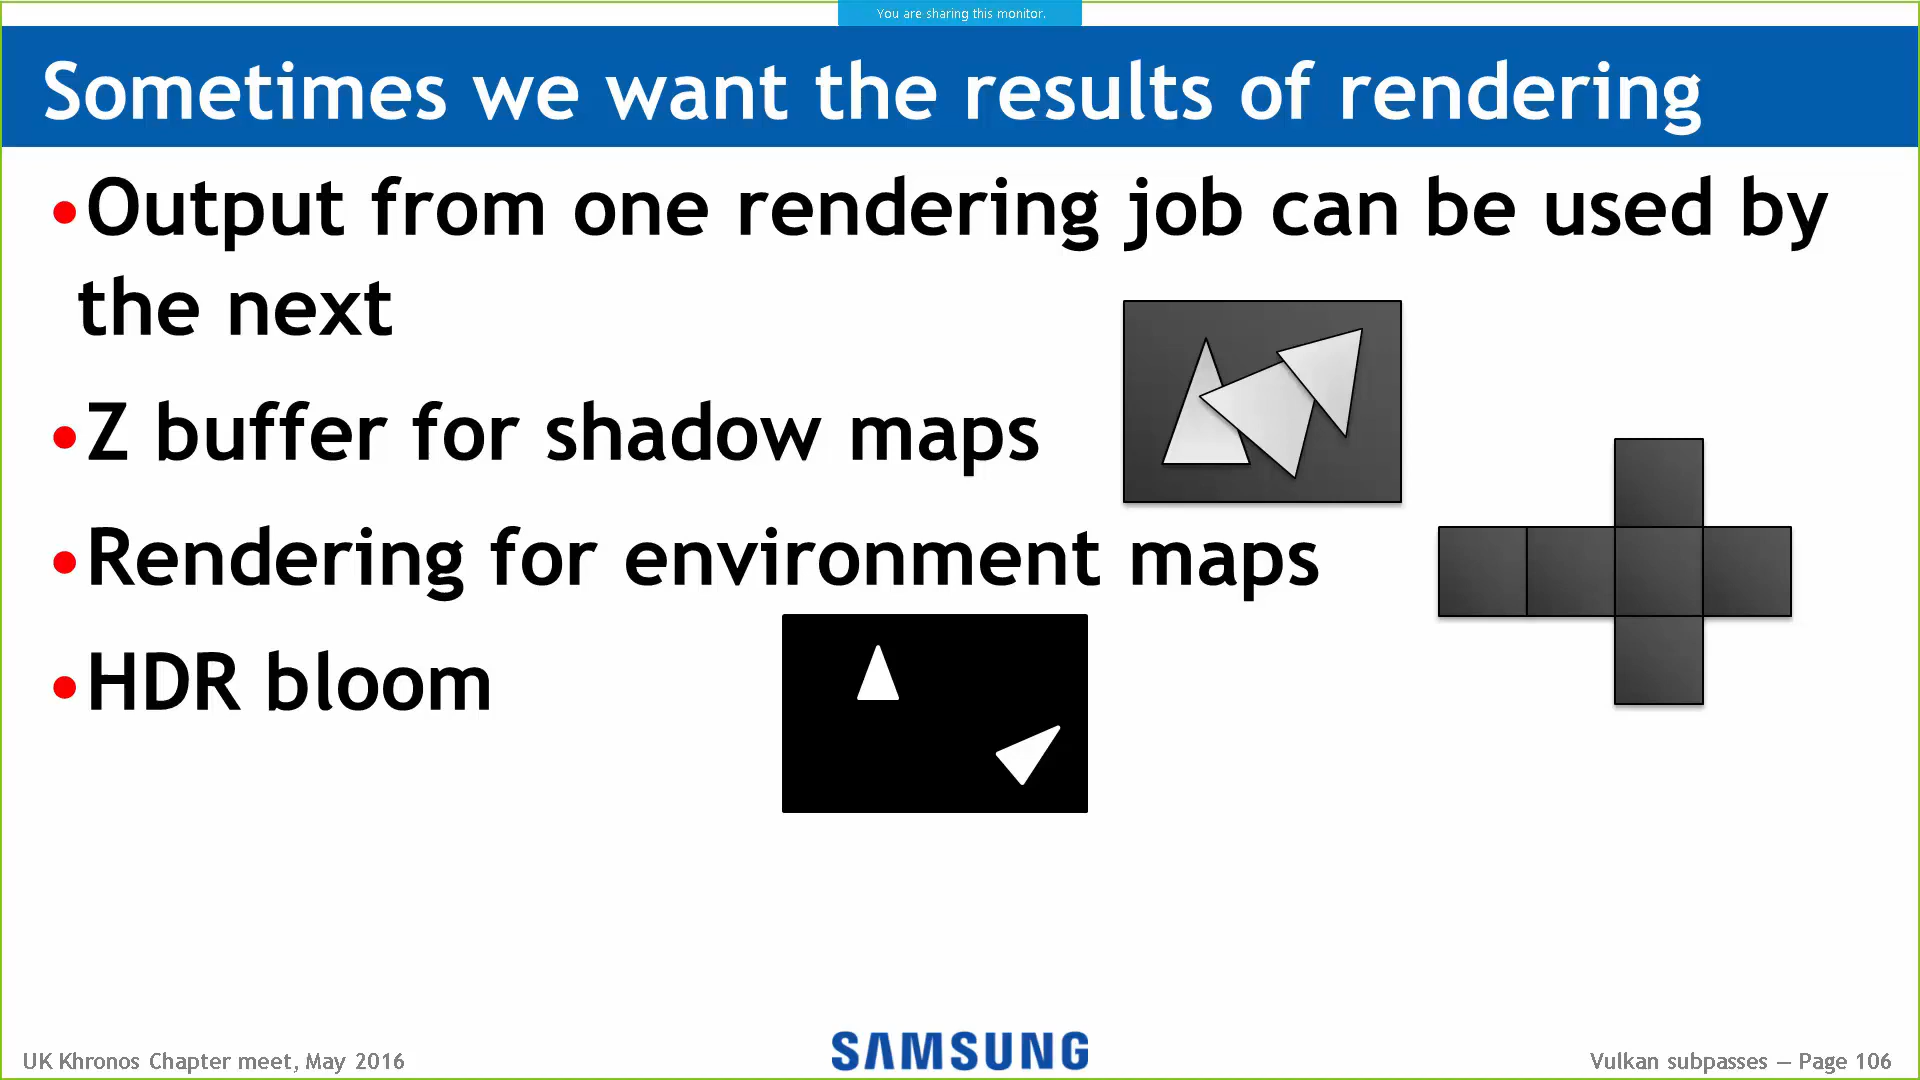 You are sharing this monitor.
Sometimes we want the results of rendering
•Output from one rendering job can be used by
the next
•Z buffer for shadow maps
•Rendering for environment maps
•HDR bloom
UK Khronos Chapter meet, May 2016
SAMSUNG
Vulkan subpasses — Page 106